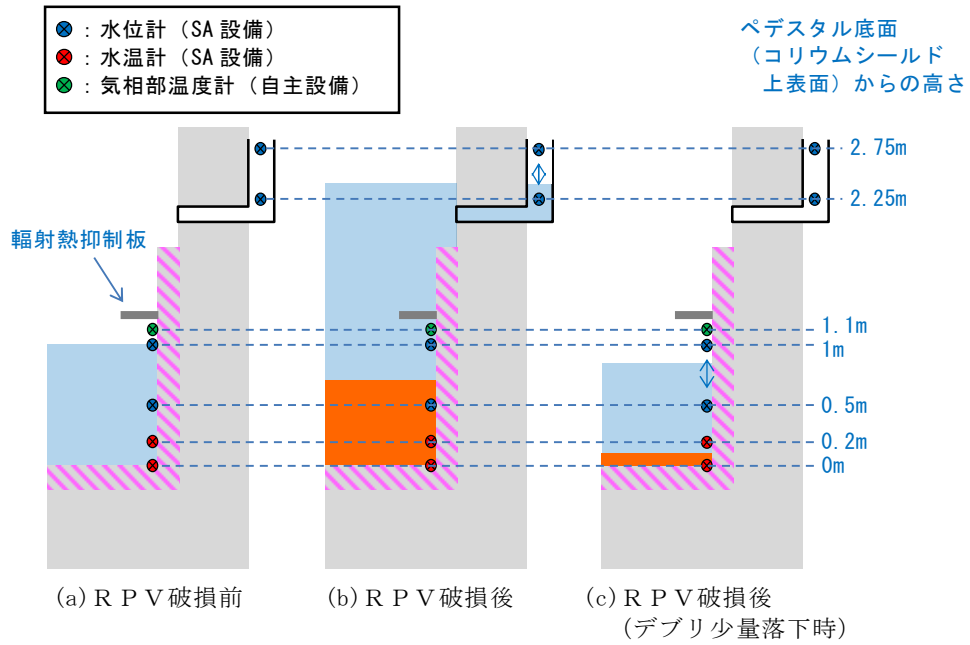 ：水位計（SA 設備）
：水温計（SA 設備）
：気相部温度計（自主設備）
ペデスタル底面
（コリウムシールド
上表面）からの高さ
2.75m
2.25m
輻射熱抑制板
1.1m
1m
0.5m
0.2m
0m
(a)ＲＰＶ破損前
(b)ＲＰＶ破損後
(c)ＲＰＶ破損後
（デブリ少量落下時）